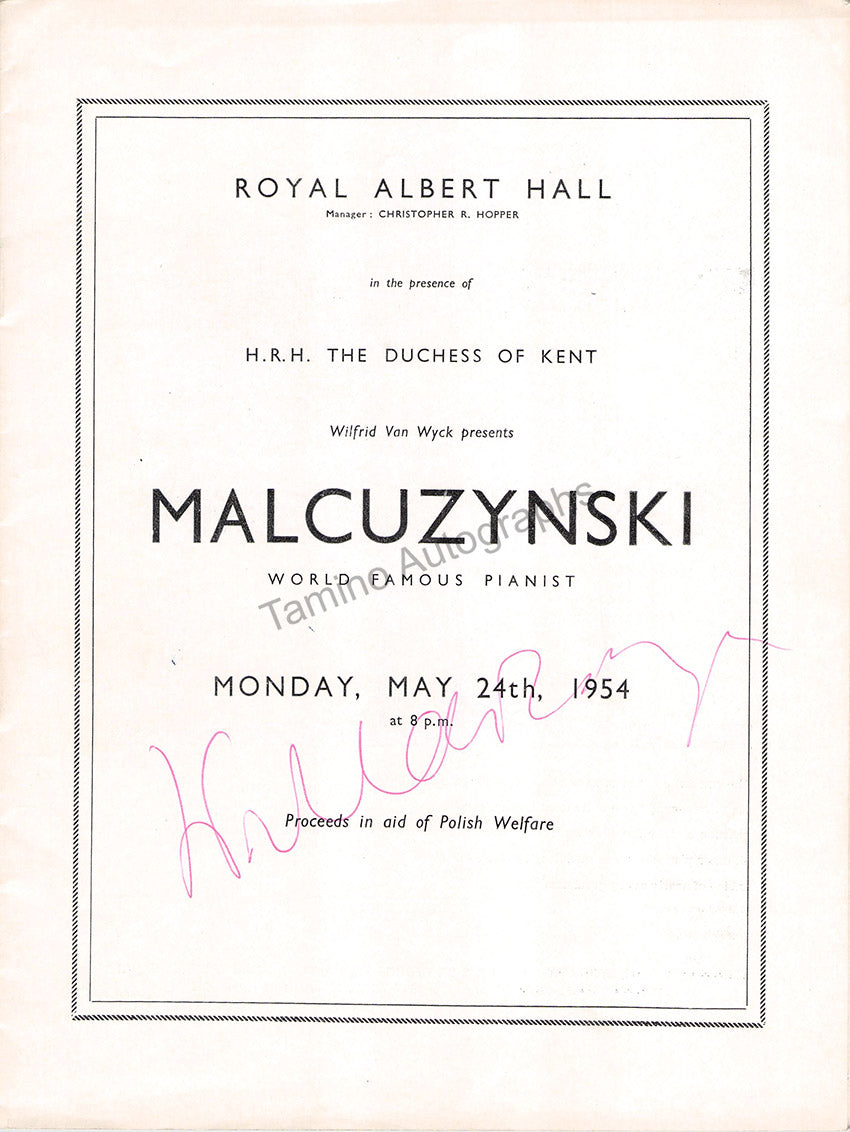 ROYAL ALBERT HALL
Manager : CHRISTOPHER R. HOPPER
in the presence of
H.R.H. THE DUCHESS OF KENT
Wilfrid Van Wyck presents
MALCUZYNSKI
WORLD FAMOUS PIANIST
Tamino Autographs
MONDAY, MAY 24th, 1954
at 8 p.m.
Proceeds in aid of Polish Welfare